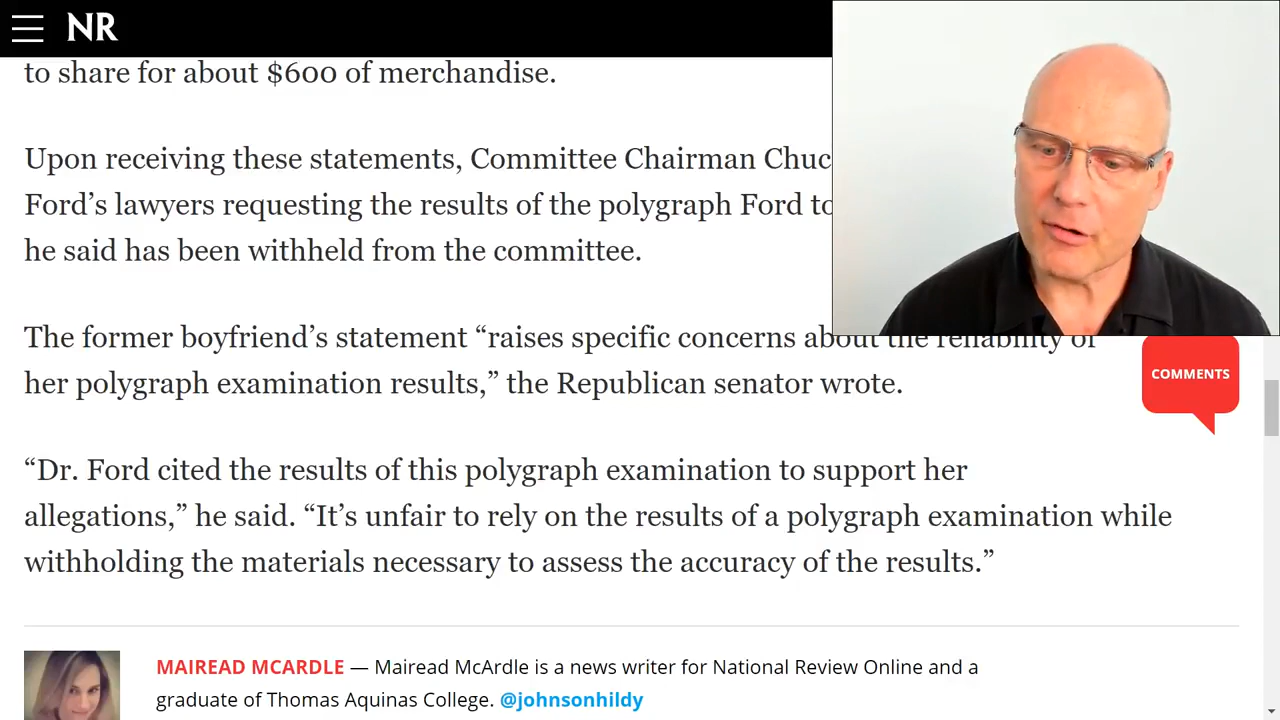 NR
to share for about $600 of merchandise.
Upon receiving these statements, Committee Chairman Chuc
Ford’s lawyers requesting the results of the polygraph Ford to
he said has been withheld from the committee.
The former boyfriend’s statement “raises specific concerns about the reliability of
her polygraph examination results,” the Republican senator wrote.
COMMENTS
“Dr. Ford cited the results of this polygraph examination to support her
allegations,” he said. “It’s unfair to rely on the results of a polygraph examination while
withholding the materials necessary to assess the accuracy of the results.”
MAIREAD MCARDLE — Mairead McArdle is a news writer for National Review Online and a
graduate of Thomas Aquinas College. @johnsonhildy